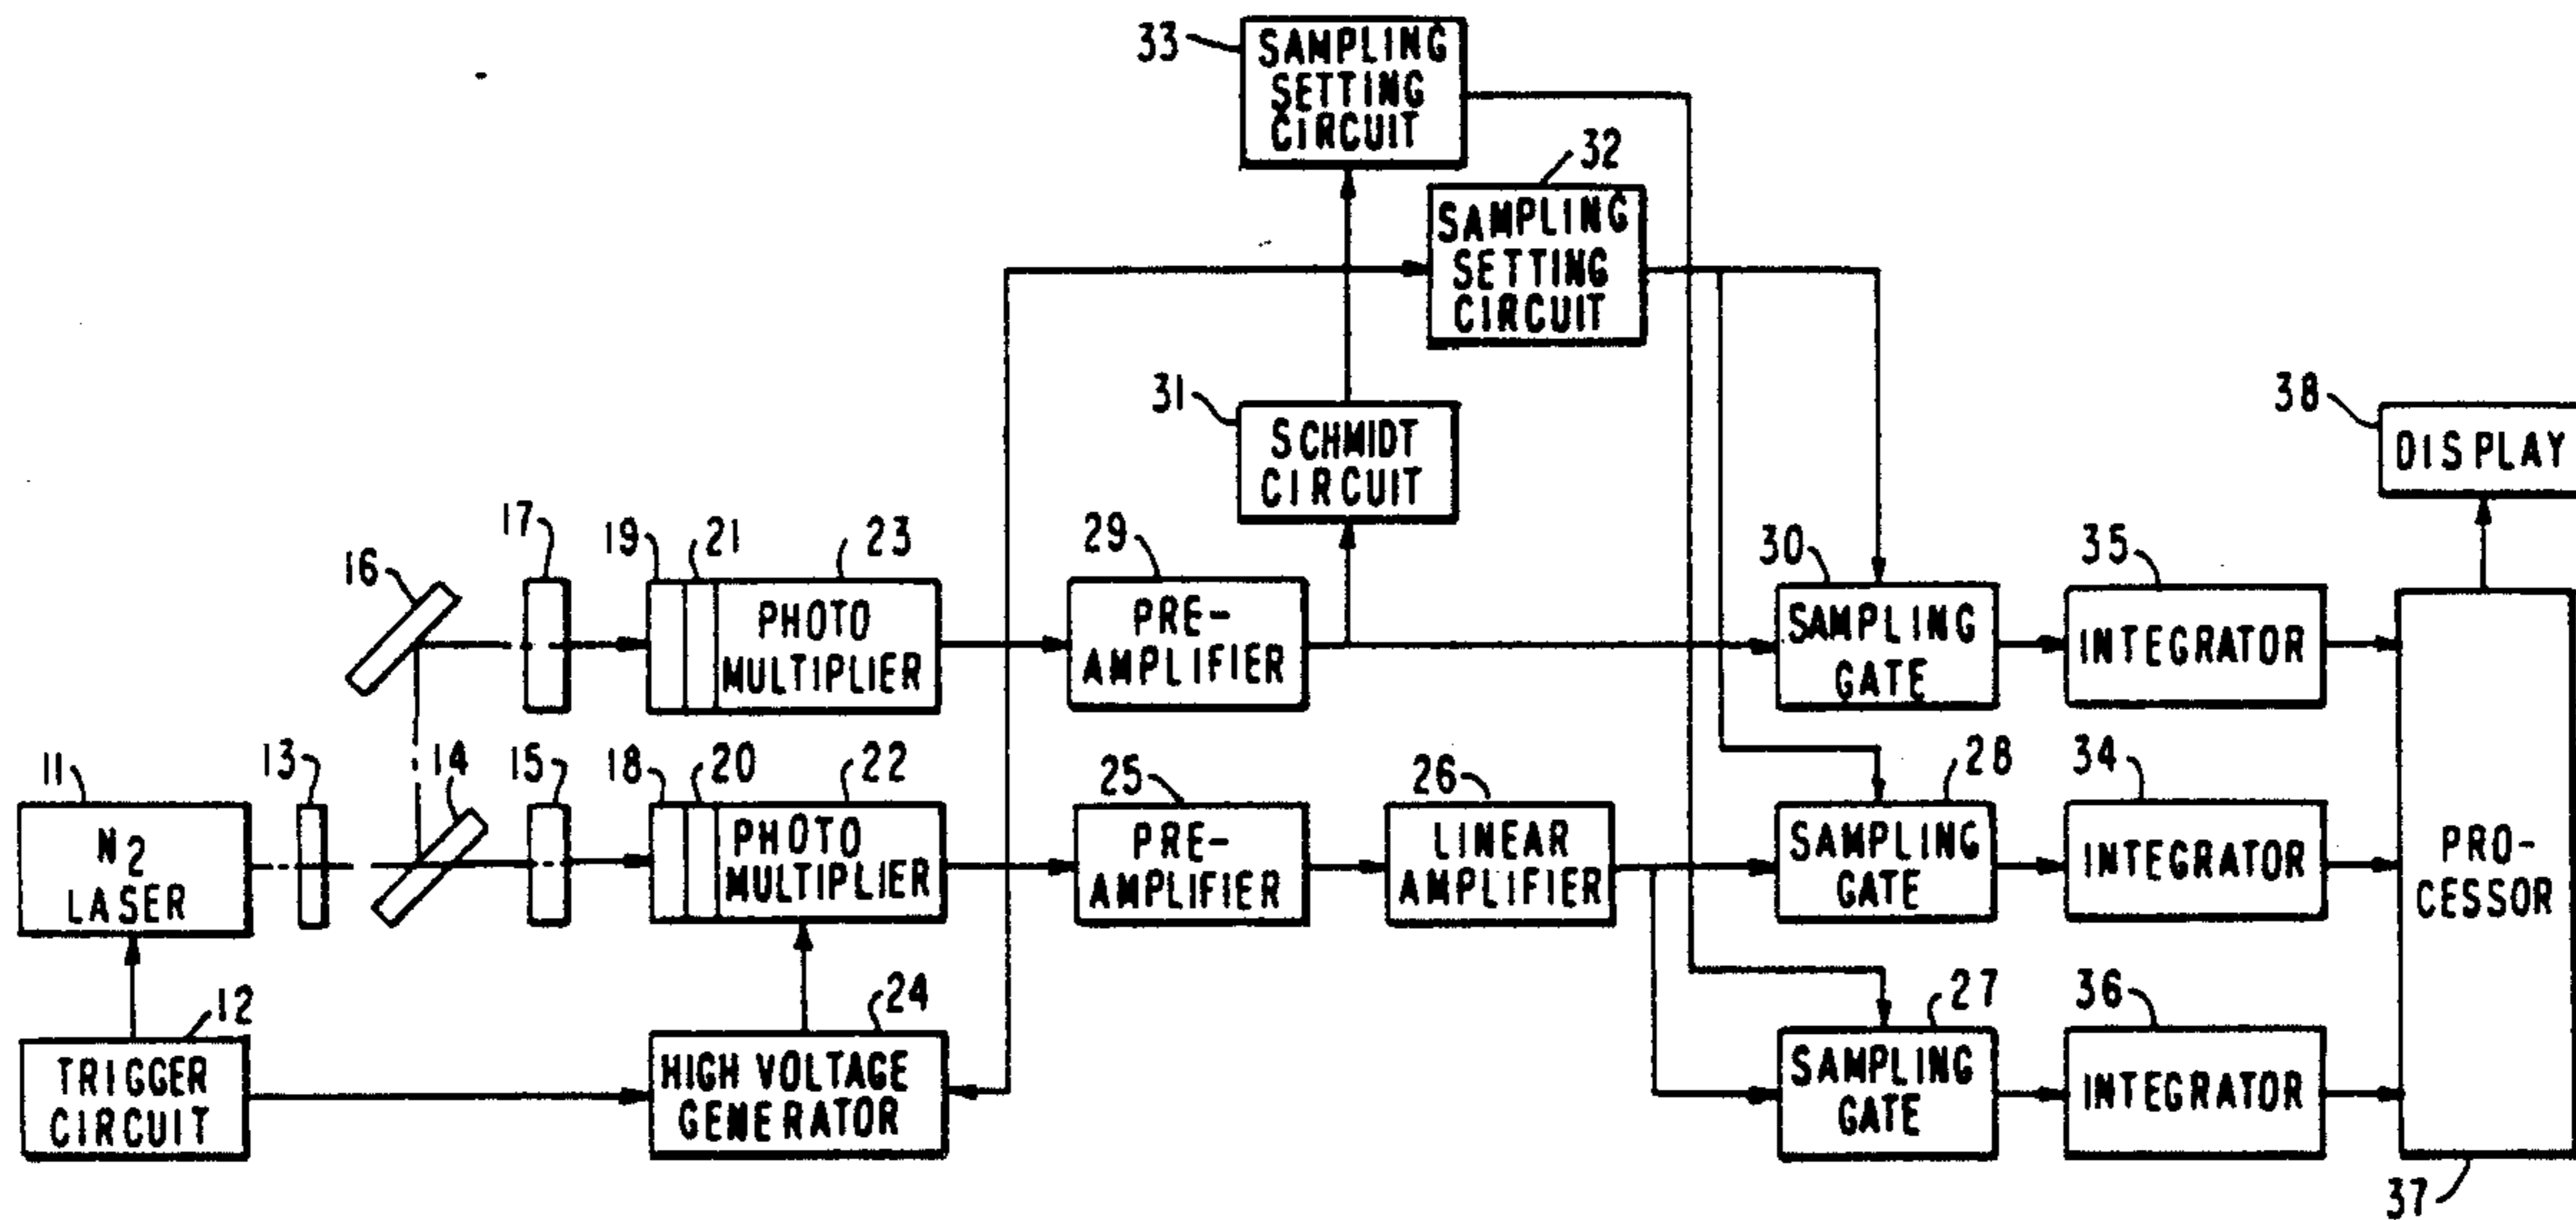 33
SAMPLING
SETTING
CIRCUIT
32
SAMPLING
SETTING
CIRCUIT
31
SCHMIDT
CIRCUIT
38
DISPLAY
16
17
19
21
23
PHOTO
MULTIPLIER
29
PRE-
AMPLIFIER
30
SAMPLING
GATE
35
INTEGRATOR
11
N2
LASER
13
14
15
18
20
22
PHOTO
MULTIPLIER
25
PRE-
AMPLIFIER
26
LINEAR
AMPLIFIER
28
SAMPLING
GATE
34
INTEGRATOR
PRO-
CESSOR
12
TRIGGER
CIRCUIT
24
HIGH VOLTAGE
GENERATOR
27
SAMPLING
GATE
36
INTEGRATOR
37